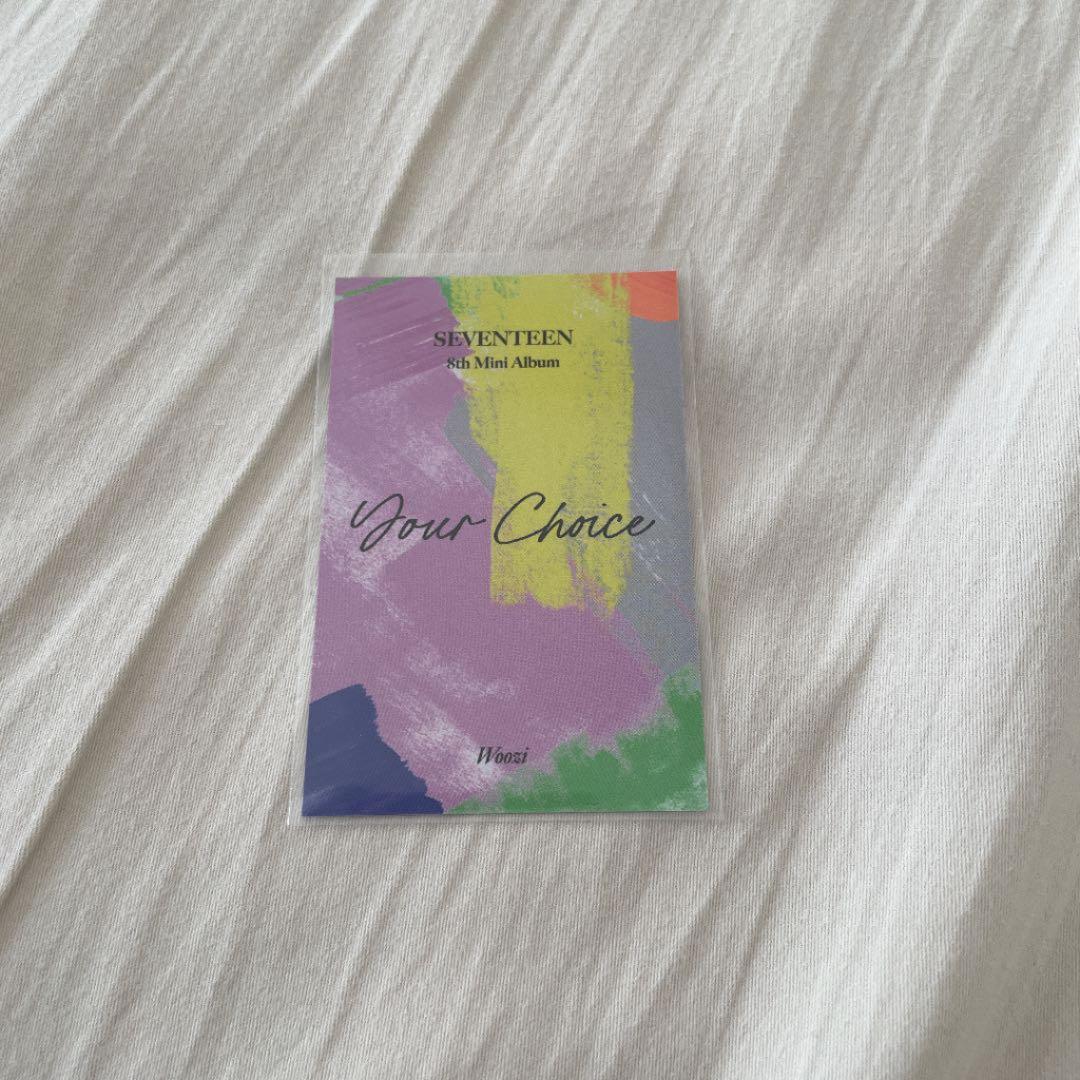 SEVENTEEN
8th Mini Album
Your Choice
Woozi